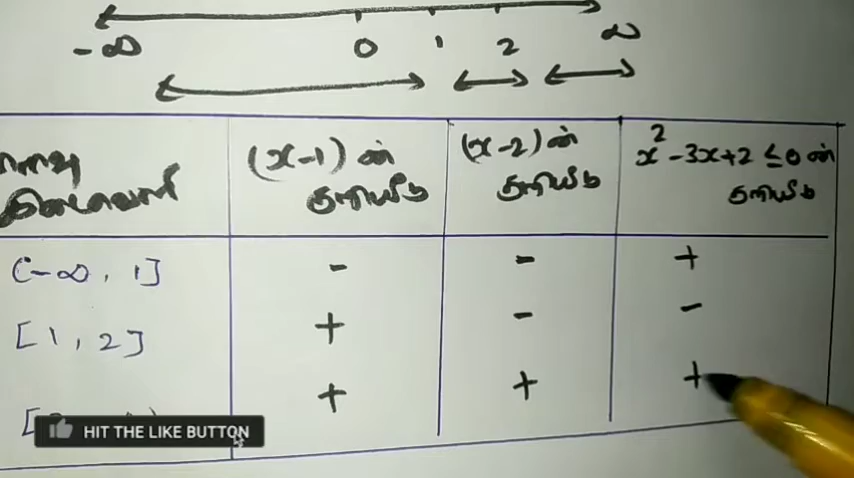 -∞ 0 1 2 ∞
(x-1) ன் (x-2) ன் x² -3x+2 ≤0 ன்
குறியீடு குறியீடு குறியீடு
(-∞, 1] - - +
[1, 2] + - -
+ + +
HIT THE LIKE BUTTON